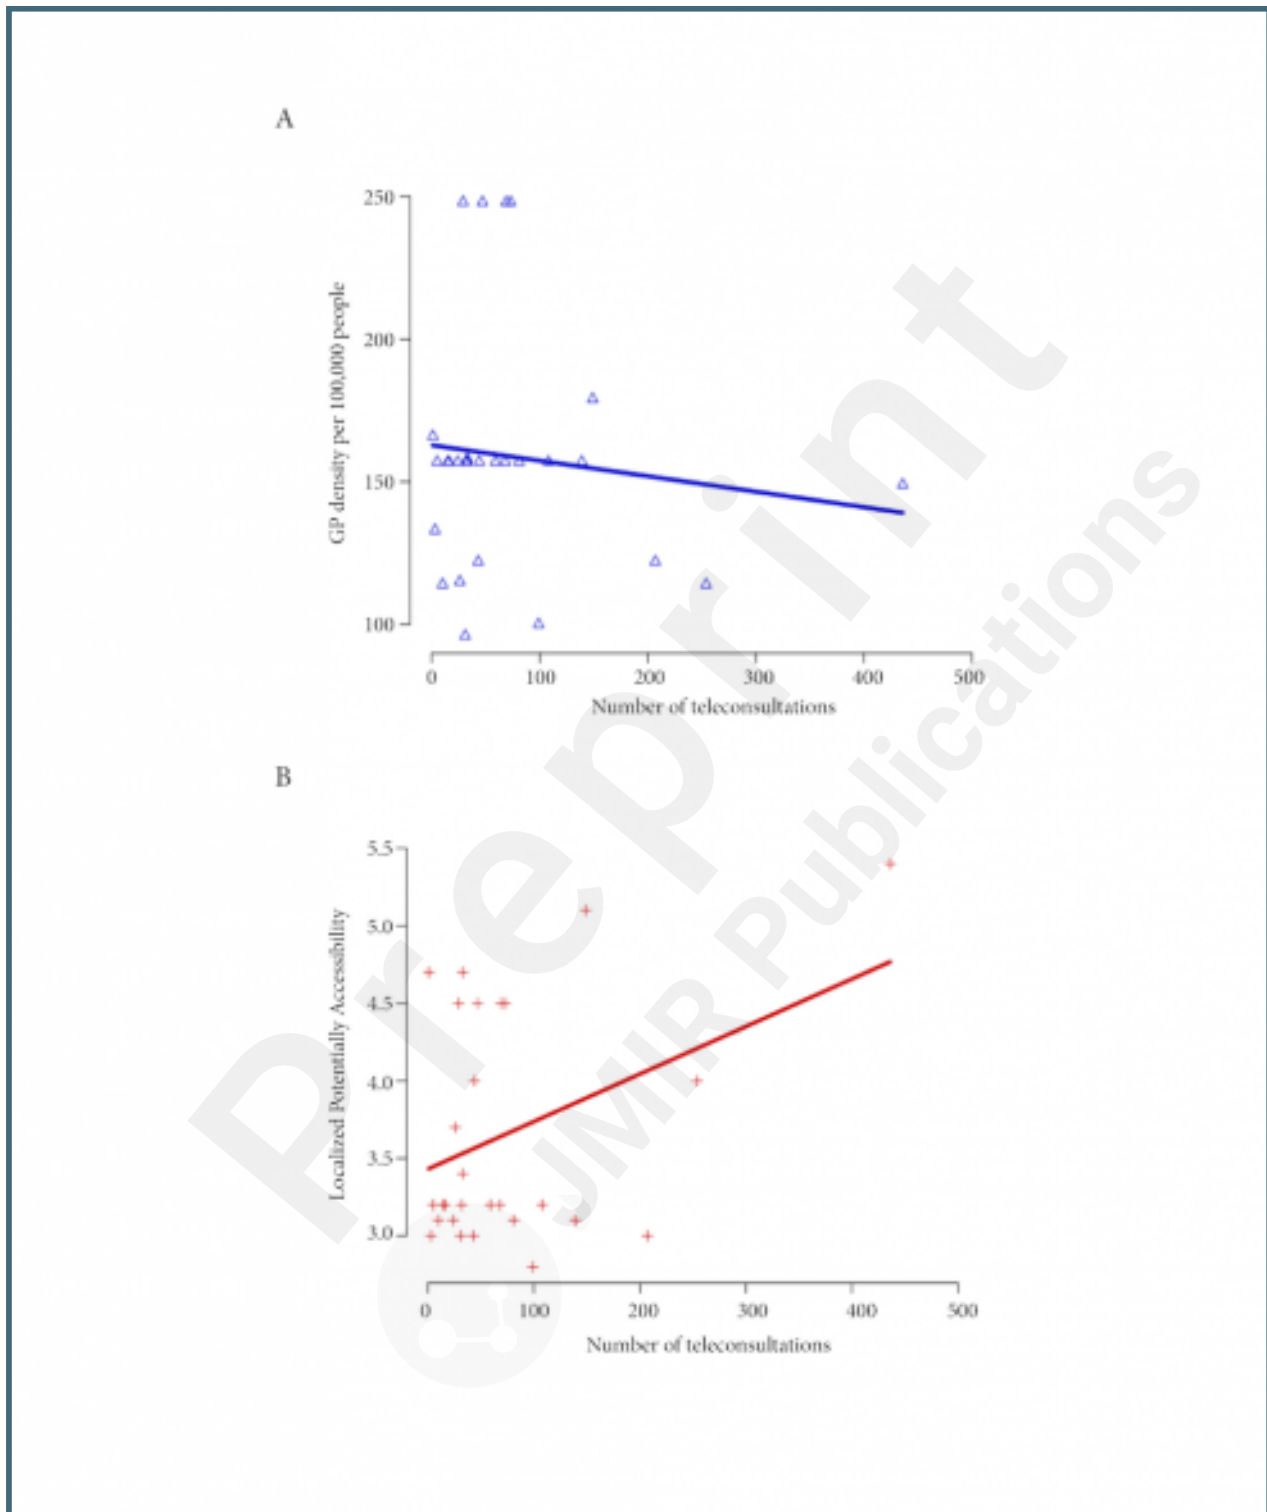 A
250
200
150
100
GP density per 100,000 people
0 100 200 300 400 500
Number of teleconsultations
B
5.5
5.0
4.5
4.0
3.5
3.0
Localized Potentially Accessibility
0 100 200 300 400 500
Number of teleconsultations
Preprint
JMIR Publications